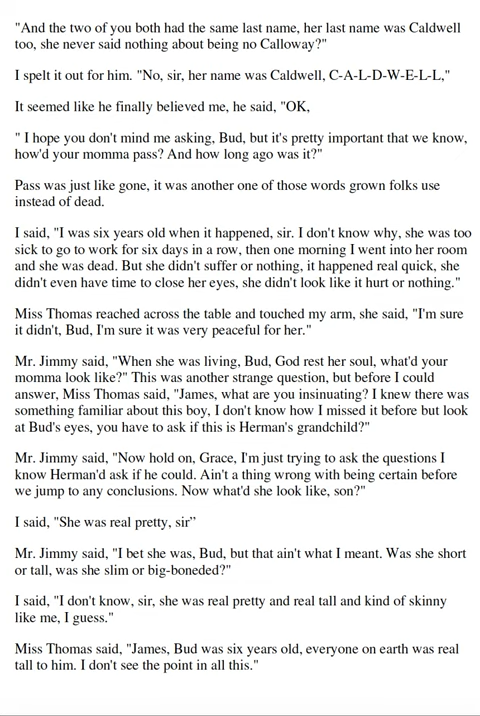 "And the two of you both had the same last name, her last name was Caldwell
too, she never said nothing about being no Calloway?"
I spelt it out for him. "No, sir, her name was Caldwell, C-A-L-D-W-E-L-L,"
It seemed like he finally believed me, he said, "OK,
" I hope you don't mind me asking, Bud, but it's pretty important that we know,
how'd your momma pass? And how long ago was it?"
Pass was just like gone, it was another one of those words grown folks use
instead of dead.
I said, "I was six years old when it happened, sir. I don't know why, she was too
sick to go to work for six days in a row, then one morning I went into her room
and she was dead. But she didn't suffer or nothing, it happened real quick, she
didn't even have time to close her eyes, she didn't look like it hurt or nothing."
Miss Thomas reached across the table and touched my arm, she said, "I'm sure
it didn't, Bud, I'm sure it was very peaceful for her."
Mr. Jimmy said, "When she was living, Bud, God rest her soul, what'd your
momma look like?" This was another strange question, but before I could
answer, Miss Thomas said, "James, what are you insinuating? I knew there was
something familiar about this boy, I don't know how I missed it before but look
at Bud's eyes, you have to ask if this is Herman's grandchild?"
Mr. Jimmy said, "Now hold on, Grace, I'm just trying to ask the questions I
know Herman'd ask if he could. Ain't a thing wrong with being certain before
we jump to any conclusions. Now what'd she look like, son?"
I said, "She was real pretty, sir”
Mr. Jimmy said, "I bet she was, Bud, but that ain't what I meant. Was she short
or tall, was she slim or big-boneded?"
I said, "I don't know, sir, she was real pretty and real tall and kind of skinny
like me, I guess."
Miss Thomas said, "James, Bud was six years old, everyone on earth was real
tall to him. I don't see the point in all this."